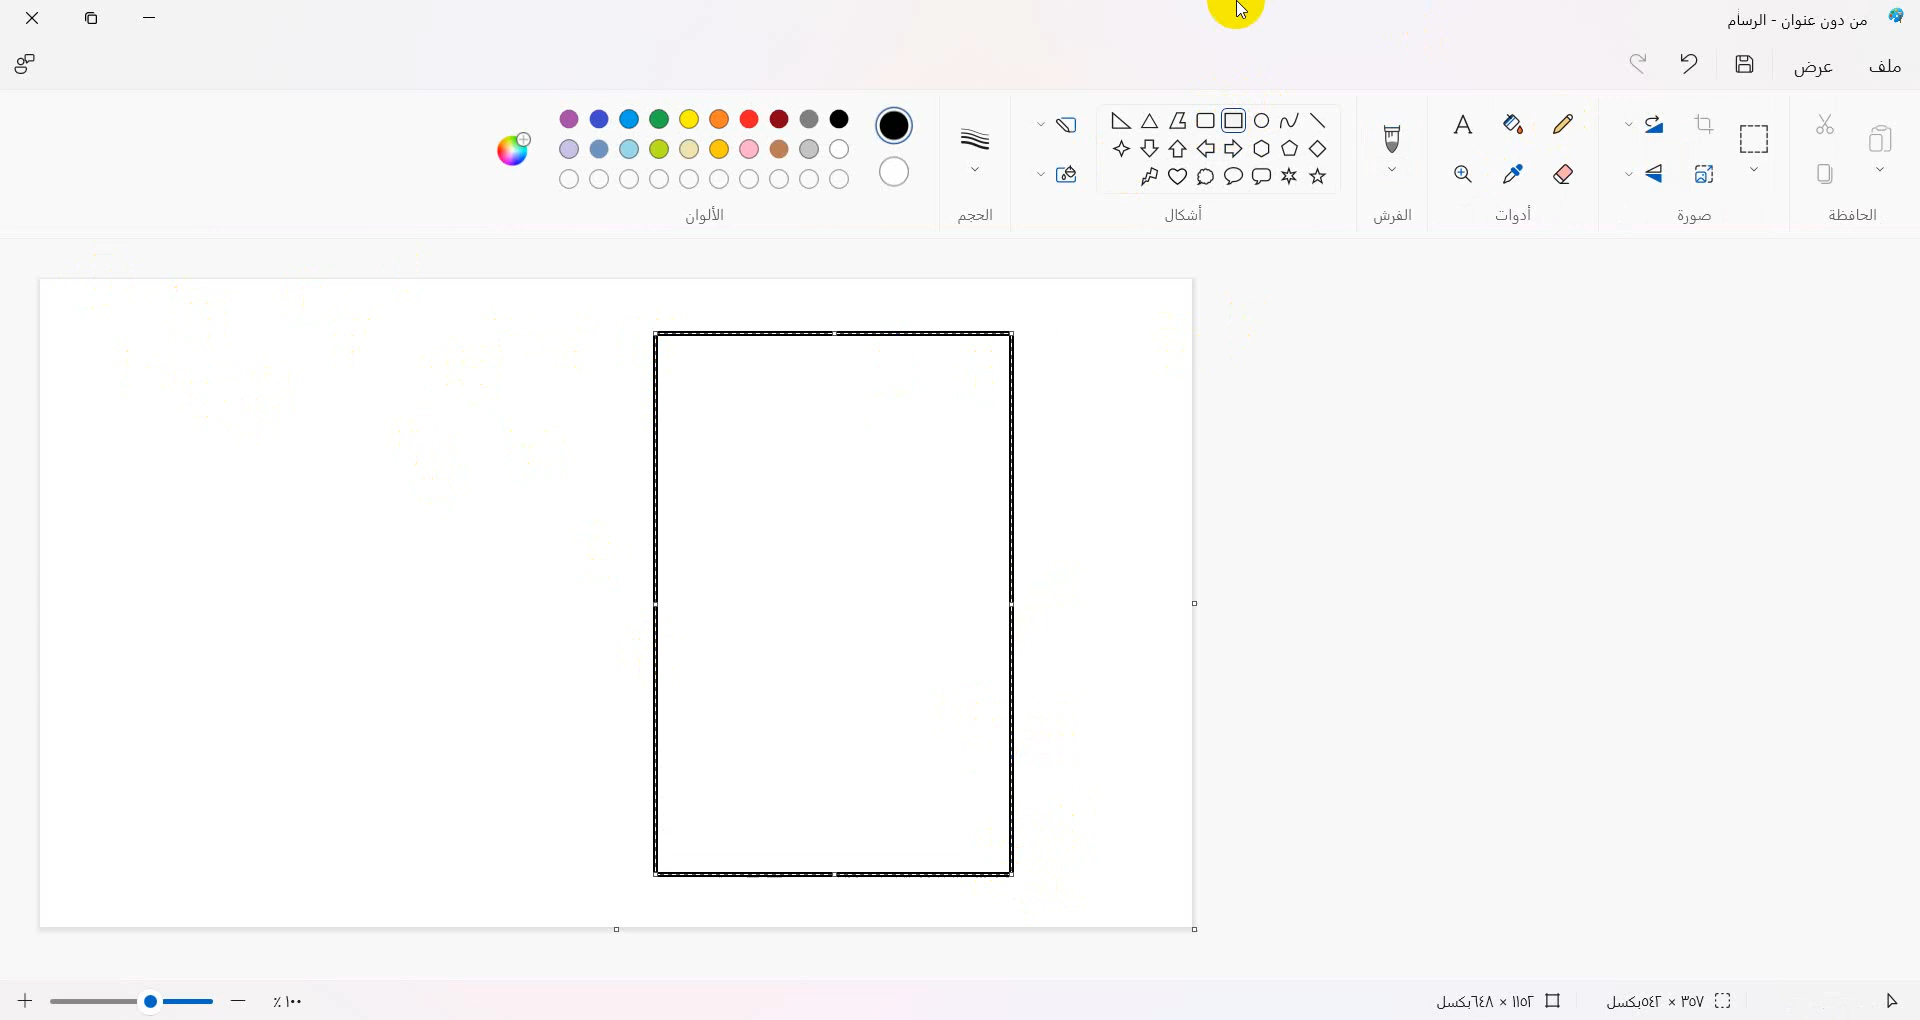 من دون عنوان - الرسام
ملف
عرض
الحافظة
صورة
أدوات
الفرش
أشكال
الحجم
الألوان
٣٥٧ × ٥٤٢بكسل
١١٥٢ × ٦٤٨بكسل
١٠٠ ٪